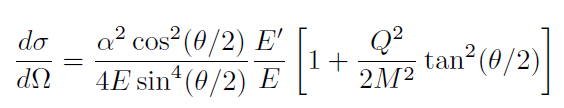 dσ/dΩ = α² cos²(θ/2) / 4E sin⁴(θ/2) E′/E [1 + Q²/2M² tan²(θ/2)]